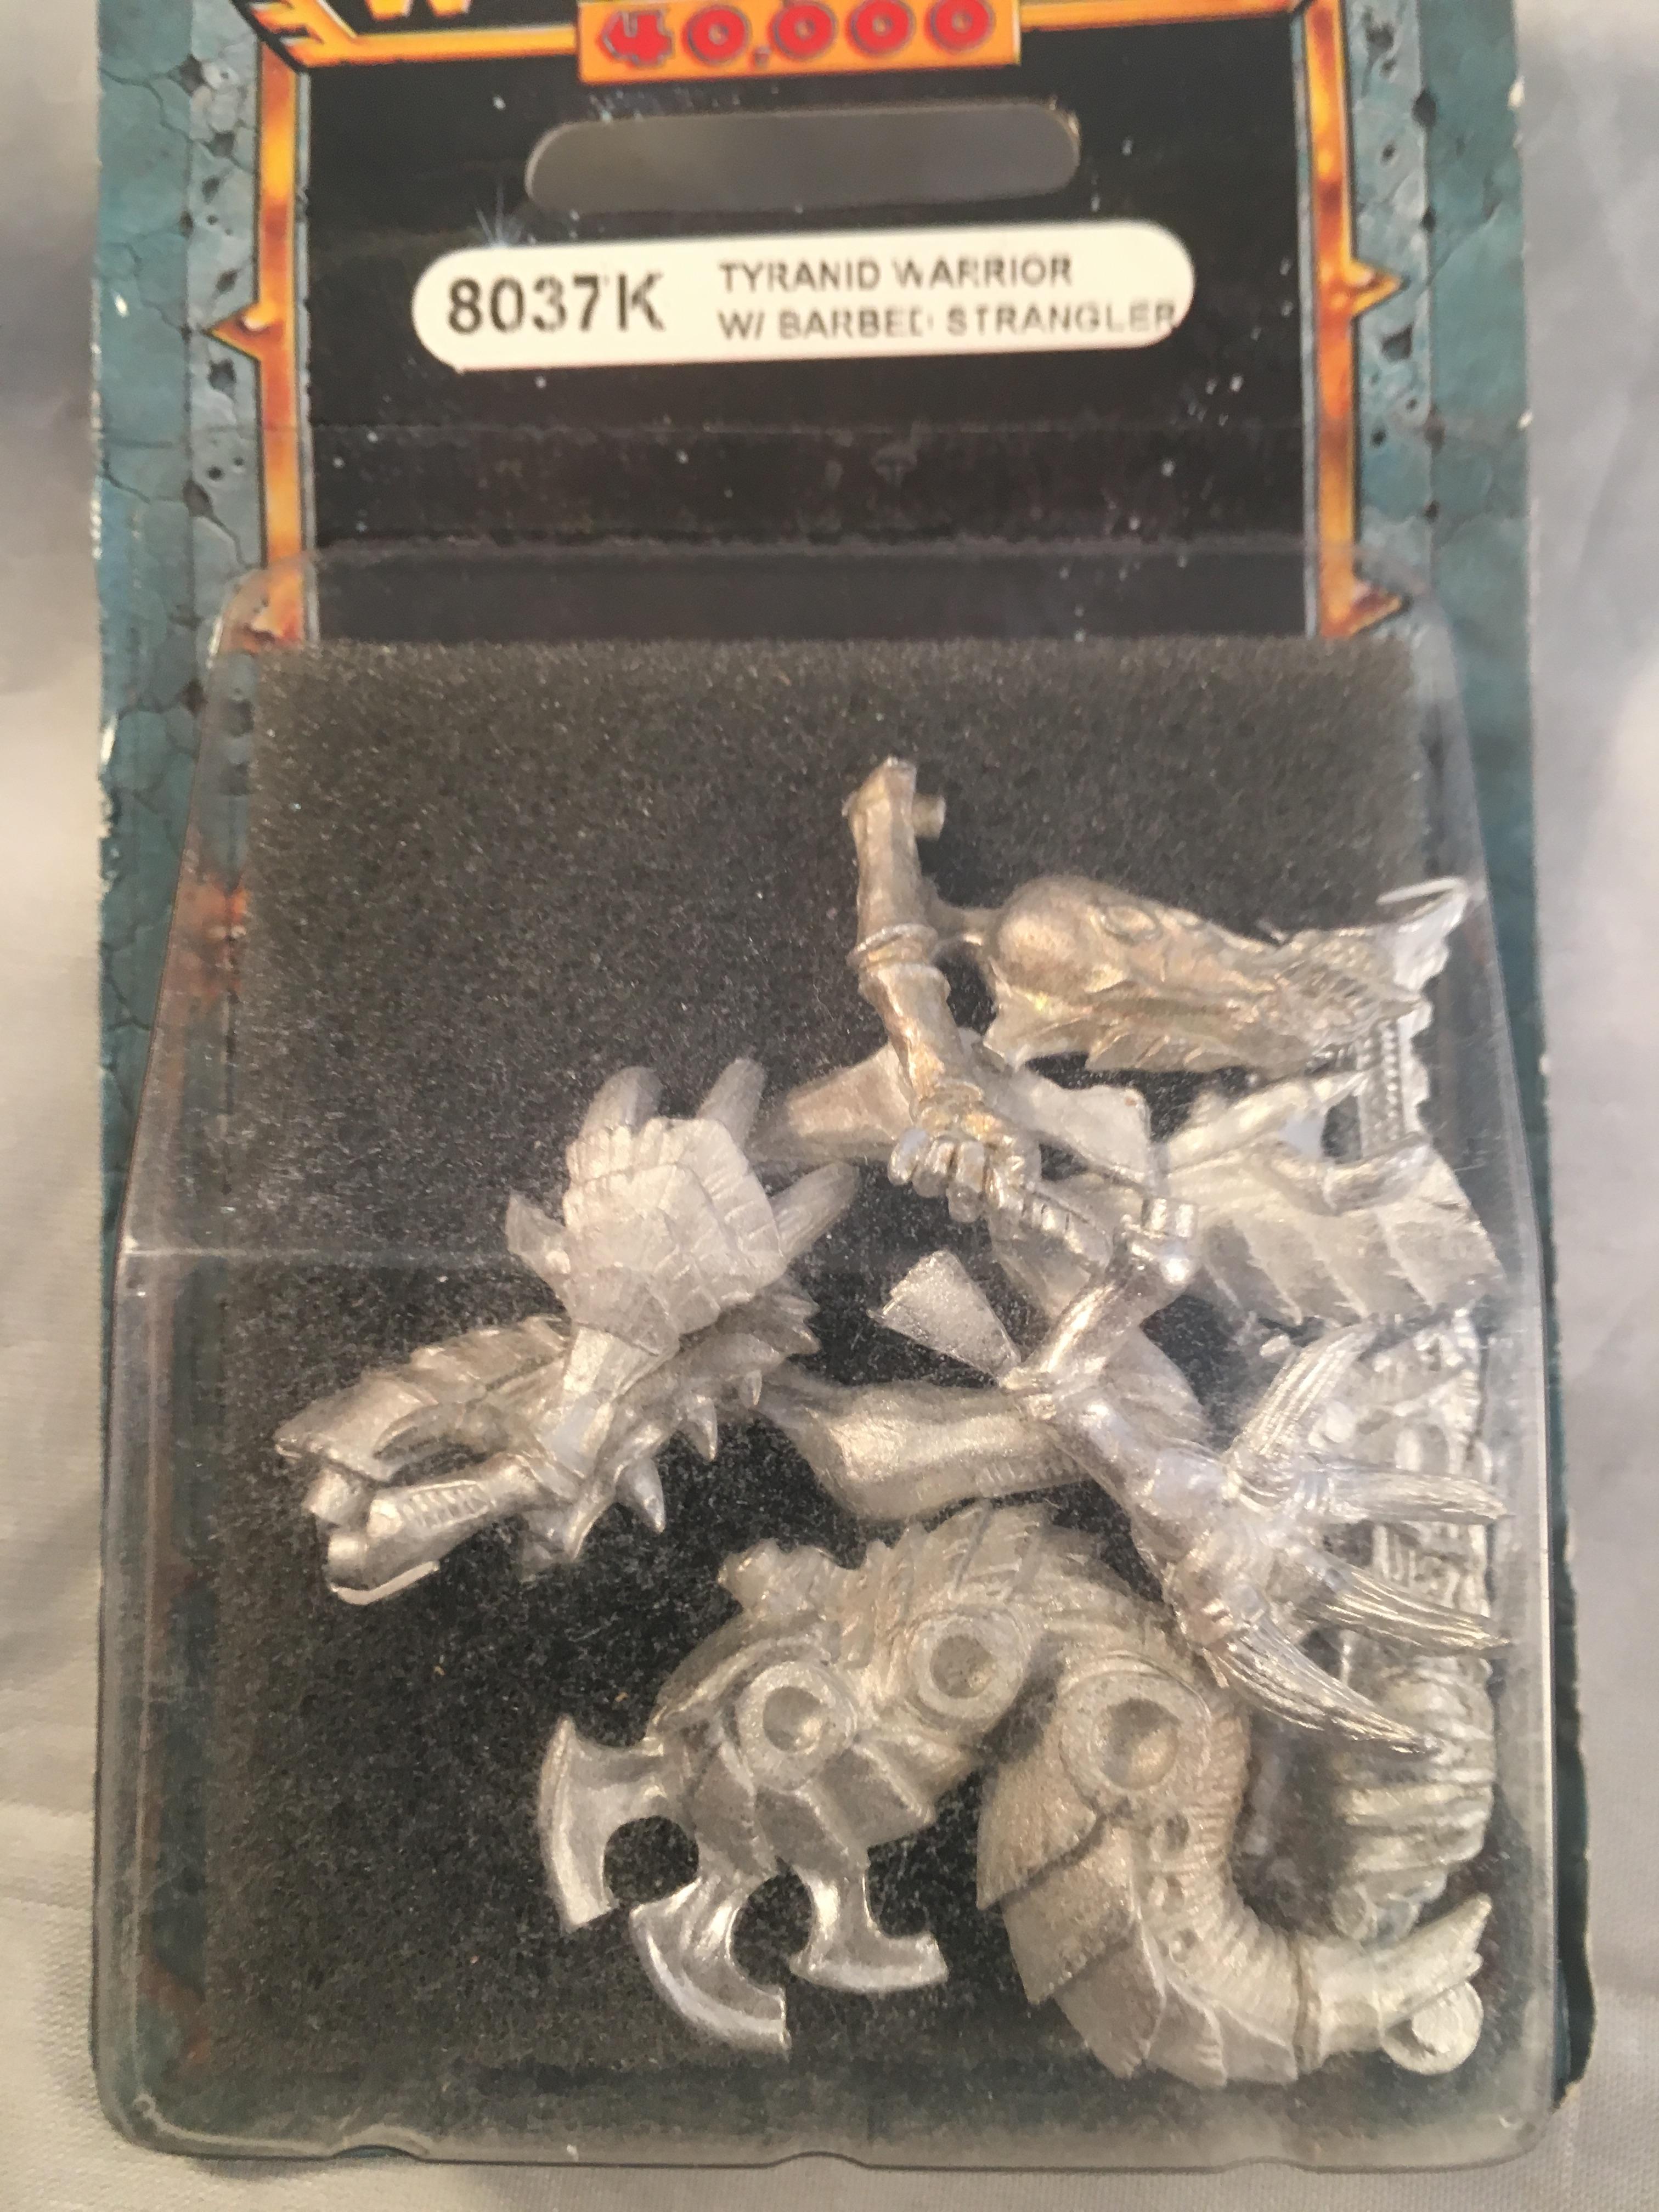 40,000
8037K
TYRANID WARRIOR
W/ BARBED STRANGLER